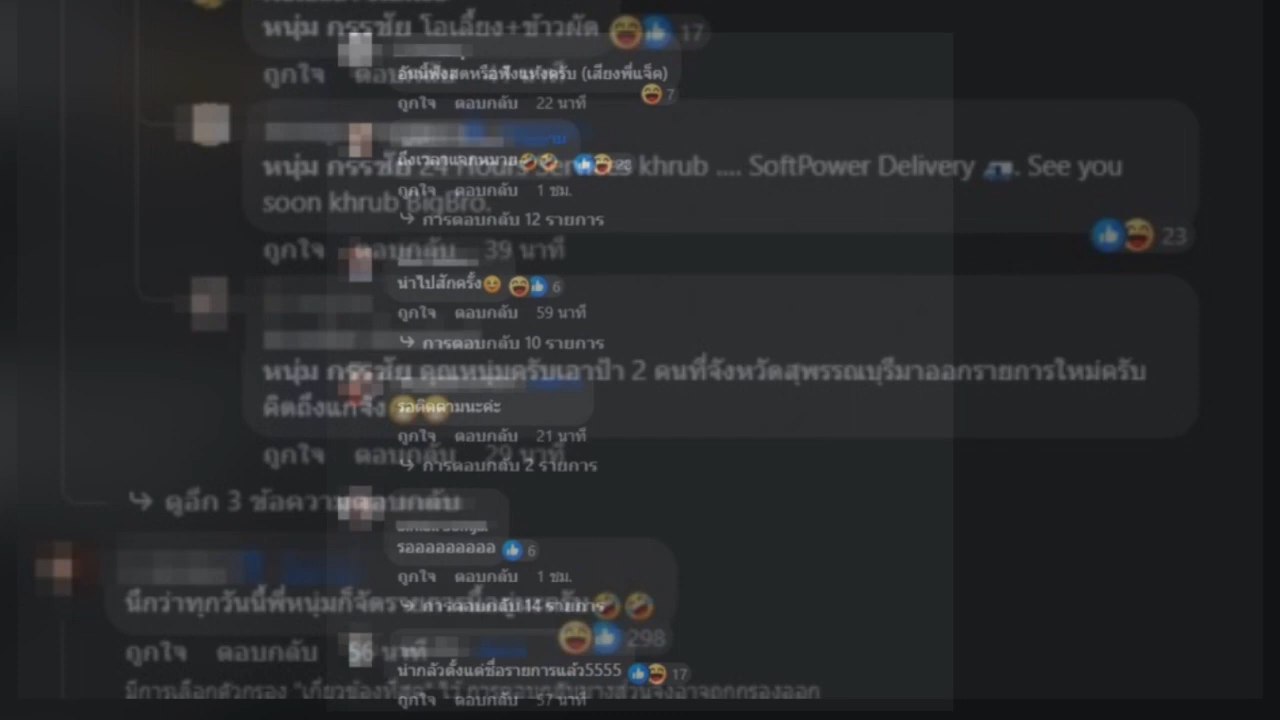 หนุ่ม กรรชัย โอเลี้ยง+ข้าวผัด 17
ถูกใจ
อันนี้ฟังสดหรือฟังแห้งครับ (เสียงพี่แจ็ค)
7
ถูกใจ ตอบกลับ 22 นาที
ถึงเวลาแจกหมาย 28
หนุ่ม กรรชัย 24 Hours khrub .... SoftPower Delivery . See you
soon khrub BigBro.
ถูกใจ ตอบกลับ 1 ชม.
การตอบกลับ 12 รายการ
23
ถูกใจ ตอบกลับ 39 นาที
น่าไปสักครั้ง 6
ถูกใจ ตอบกลับ 59 นาที
การตอบกลับ 10 รายการ
หนุ่ม กรรชัย คุณหนุ่มครับเอาป้า 2 คนที่จังหวัดสุพรรณบุรีมาออกรายการใหม่ครับ
คิดถึงแกจัง
รอติดตามนะค่ะ
ถูกใจ ตอบกลับ 21 นาที
ถูกใจ ตอบกลับ 29 นาที
การตอบกลับ 2 รายการ
ดูอีก 3 ข้อความตอบกลับ
รออออออออออ 6
ถูกใจ ตอบกลับ 1 ชม.
นึกว่าทุกวันนี้พี่หนุ่มก็จัด
การตอบกลับ 14 รายการ
298
ถูกใจ ตอบกลับ 56 นาที
น่ากลัวตั้งแต่ชื่อรายการแล้ว5555 17
มีการเลือกตัวกรอง "เกี่ยวข้องที่สุด" ไว้ การตอบกลับบางส่วนจึงอาจถูกกรองออก
ถูกใจ ตอบกลับ 57 นาที